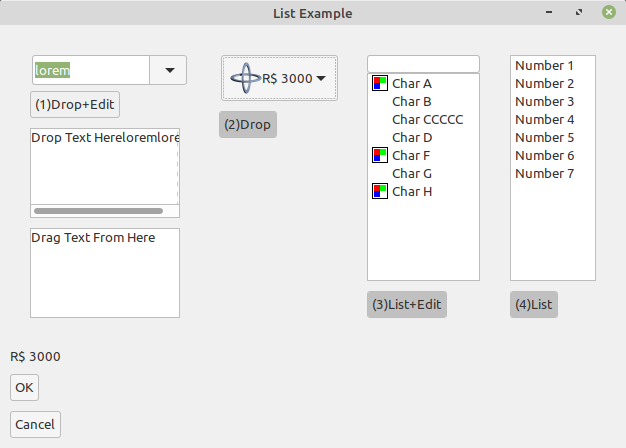 List Example
lorem
(1)Drop+Edit
Drop Text Hereloremlore
Drag Text From Here
R$ 3000
(2)Drop
Char A
Char B
Char CCCCC
Char D
Char F
Char G
Char H
(3)List+Edit
Number 1
Number 2
Number 3
Number 4
Number 5
Number 6
Number 7
(4)List
R$ 3000
OK
Cancel